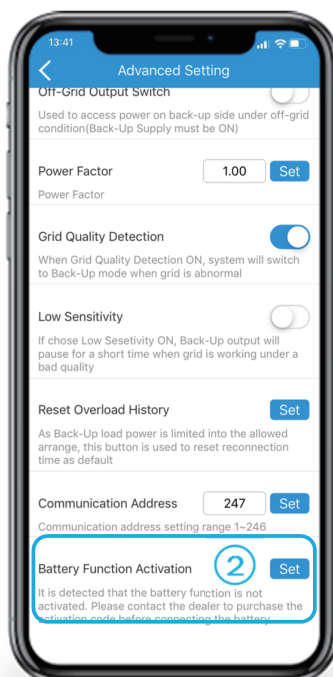 13:41
Advanced Setting
Off-Grid Output Switch
Used to access power on back-up side under off-grid
condition(Back-Up Supply must be ON)
Power Factor 1.00 Set
Power Factor
Grid Quality Detection
When Grid Quality Detection ON, system will switch
to Back-Up mode when grid is abnormal
Low Sensitivity
If chose Low Sesetivity ON, Back-Up output will
pause for a short time when grid is working under a
bad quality
Reset Overload History Set
As Back-Up load power is limited into the allowed
arrange, this button is used to reset reconnection
time as default
Communication Address 247 Set
Communication address setting range 1~246
Battery Function Activation 2 Set
It is detected that the battery function is not
activated. Please contact the dealer to purchase the
activation code before connecting the battery